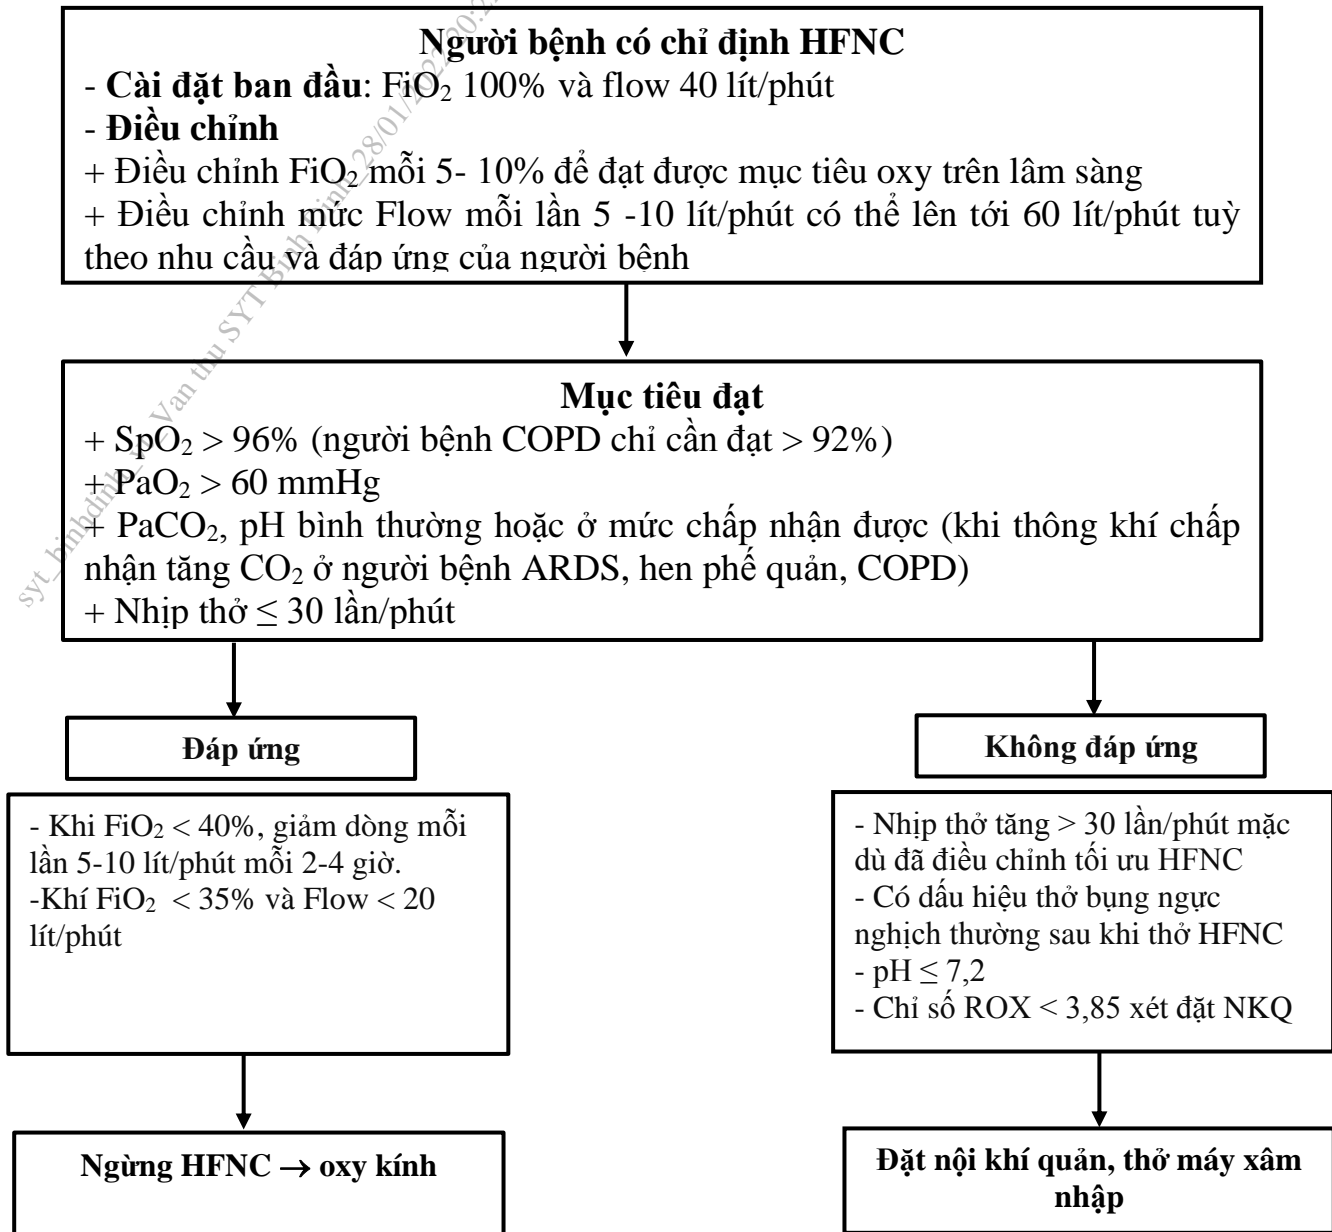 Người bệnh có chỉ định HFNC
- Cài đặt ban đầu: FiO₂ 100% và flow 40 lít/phút
- Điều chỉnh
+ Điều chỉnh FiO₂ mỗi 5- 10% để đạt được mục tiêu oxy trên lâm sàng
+ Điều chỉnh mức Flow mỗi lần 5 -10 lít/phút có thể lên tới 60 lít/phút tuỳ
theo nhu cầu và đáp ứng của người bệnh
Mục tiêu đạt
+ SpO₂ > 96% (người bệnh COPD chỉ cần đạt > 92%)
+ PaO₂ > 60 mmHg
+ PaCO₂, pH bình thường hoặc ở mức chấp nhận được (khi thông khí chấp
nhận tăng CO₂ ở người bệnh ARDS, hen phế quản, COPD)
+ Nhịp thở ≤ 30 lần/phút
Đáp ứng
- Khi FiO₂ < 40%, giảm dòng mỗi
lần 5-10 lít/phút mỗi 2-4 giờ.
-Khí FiO₂ < 35% và Flow < 20
lít/phút
Ngừng HFNC → oxy kính
Không đáp ứng
- Nhịp thở tăng > 30 lần/phút mặc
dù đã điều chỉnh tối ưu HFNC
- Có dấu hiệu thở bụng ngực
nghịch thường sau khi thở HFNC
- pH ≤ 7,2
- Chỉ số ROX < 3,85 xét đặt NKQ
Đặt nội khí quản, thở máy xâm
nhập